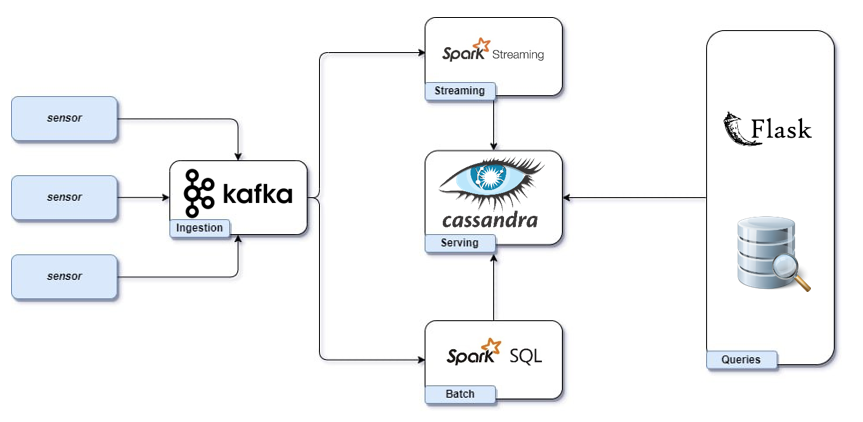 sensor
sensor
sensor
kafka
Ingestion
Spark Streaming
Streaming
cassandra
Serving
Spark SQL
Batch
Flask
Queries